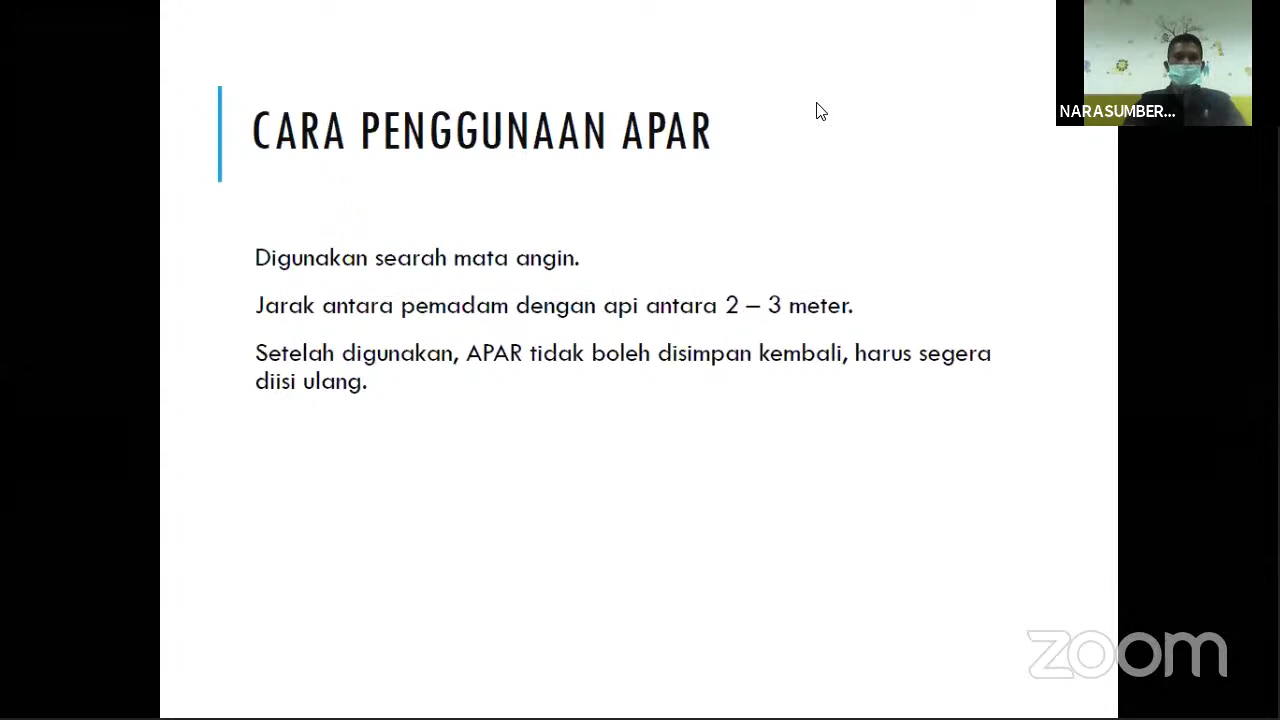 NARASUMBER...
CARA PENGGUNAAN APAR
Digunakan searah mata angin.
Jarak antara pemadam dengan api antara 2 – 3 meter.
Setelah digunakan, APAR tidak boleh disimpan kembali, harus segera
diisi ulang.
zoom